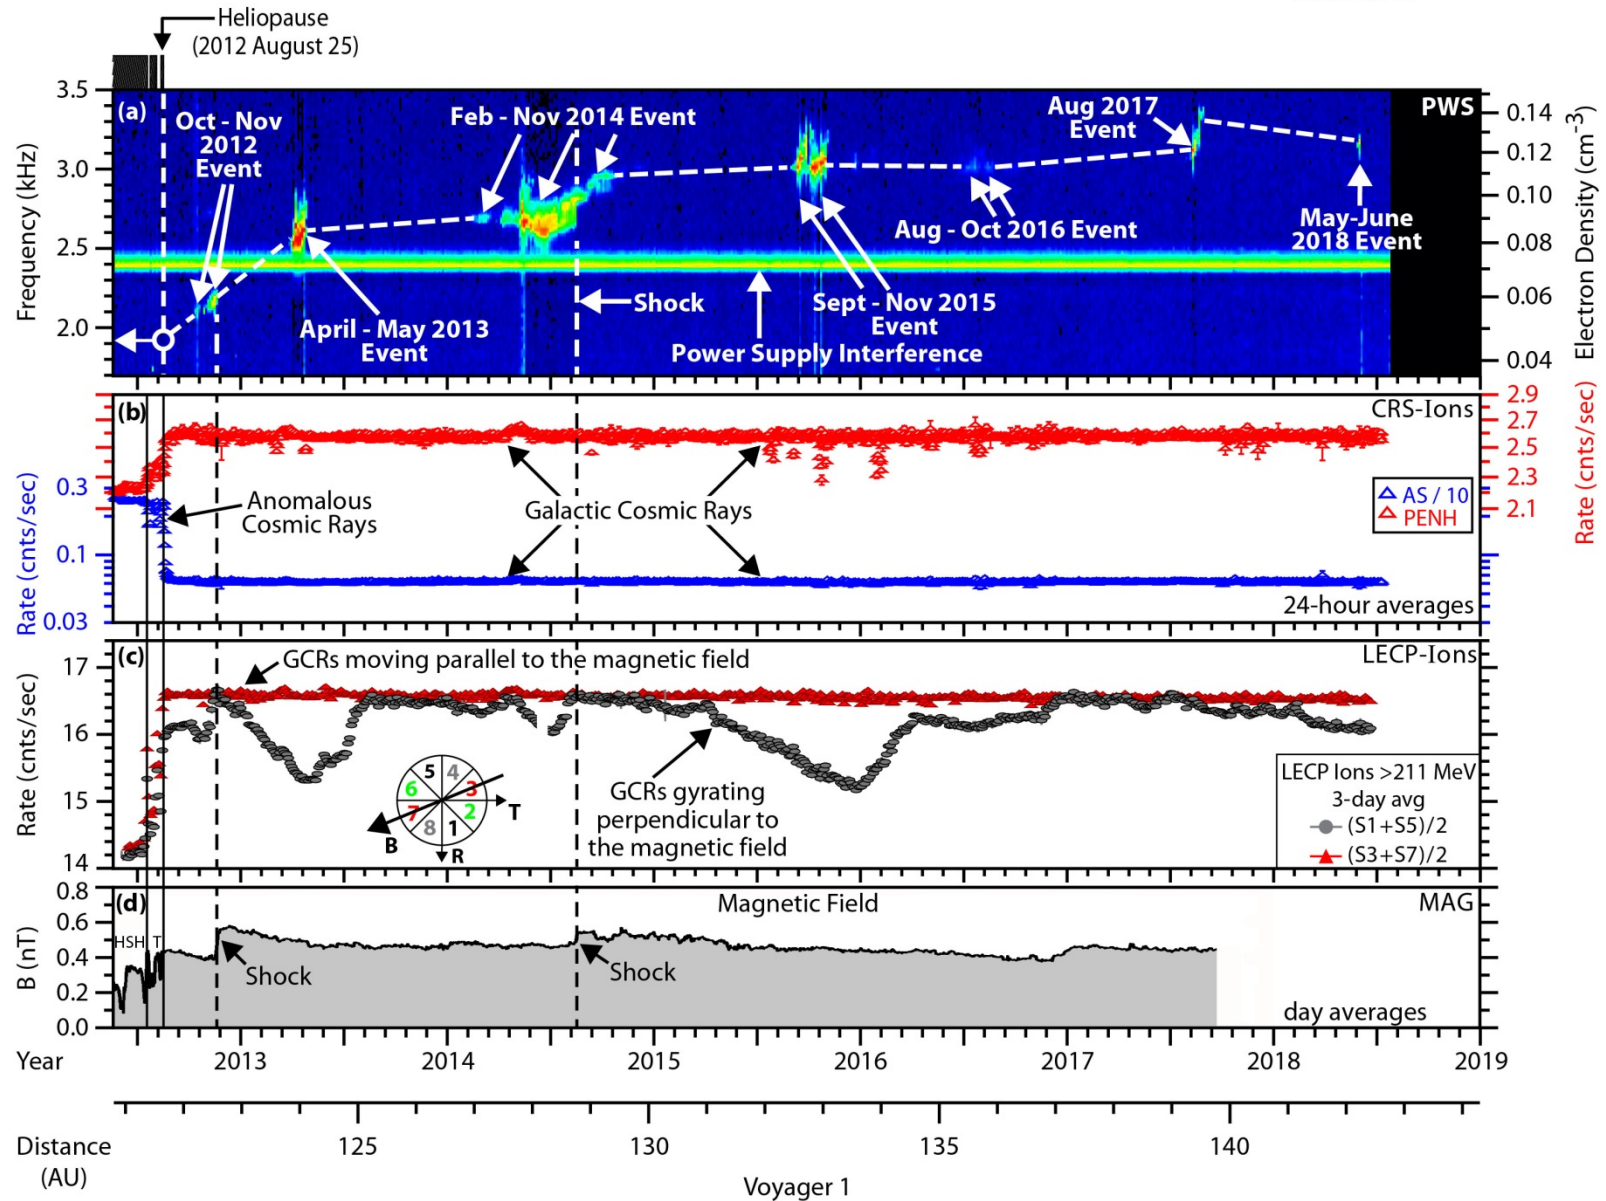 Heliopause
(2012 August 25)
3.5
3.0
2.5
2.0
Frequency (kHz)
(a)
Oct - Nov
2012
Event
Feb - Nov 2014 Event
Aug 2017
Event
PWS
April - May 2013
Event
Shock
Power Supply Interference
Sept - Nov 2015
Event
Aug - Oct 2016 Event
May-June
2018 Event
0.14
0.12
0.10
0.08
0.06
0.04
Electron Density (cm⁻³)
(b)
CRS-Ions
0.3
0.1
0.03
Rate (cnts/sec)
Anomalous
Cosmic Rays
Galactic Cosmic Rays
AS / 10
PENH
24-hour averages
2.9
2.7
2.5
2.3
2.1
Rate (cnts/sec)
(c)
GCRs moving parallel to the magnetic field
LECP-Ions
17
16
15
14
Rate (cnts/sec)
5
4
6
3
7
2
8
1
T
B
R
GCRs gyrating
perpendicular to
the magnetic field
LECP Ions >211 MeV
3-day avg
(S1+S5)/2
(S3+S7)/2
(d)
Magnetic Field
MAG
0.8
0.6
0.4
0.2
0.0
B (nT)
HSH
T
Shock
Shock
day averages
Year
2013
2014
2015
2016
2017
2018
2019
Distance
(AU)
125
130
135
140
Voyager 1